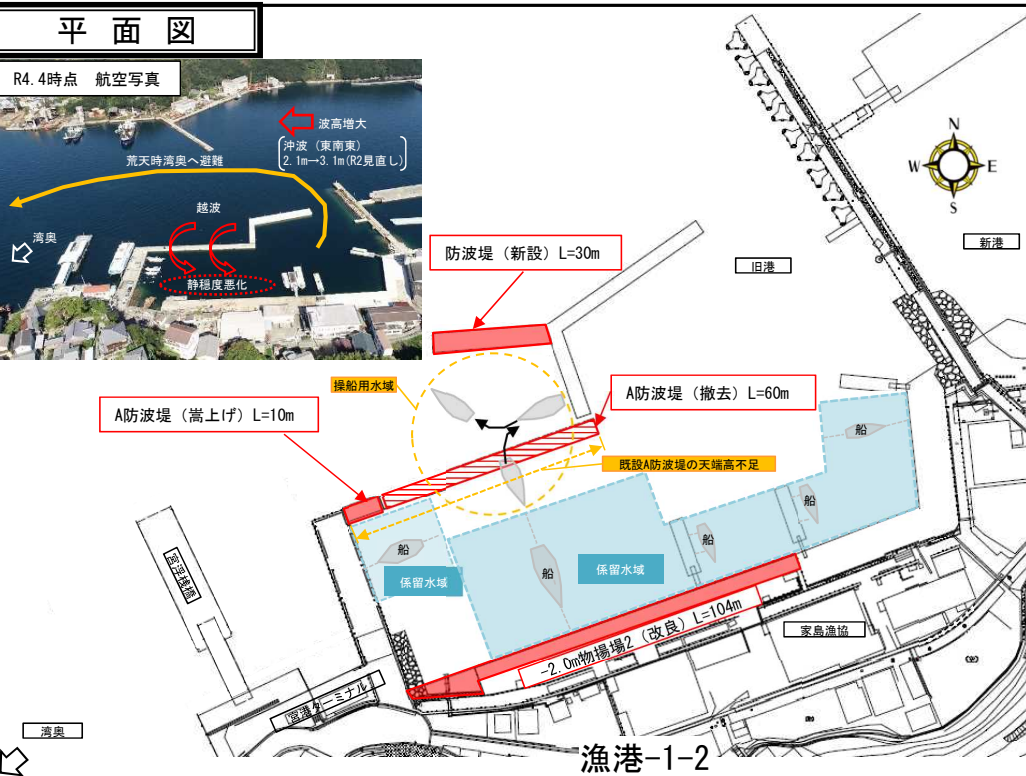 平 面 図
R4.4時点 航空写真
波高増大
沖波（東南東）
2.1m→3.1m(R2見直し)
荒天時湾奥へ避難
越波
湾奥
静穏度悪化
N
W
E
S
新港
旧港
防波堤（新設）L=30m
操船用水域
A防波堤（嵩上げ）L=10m
A防波堤（撤去）L=60m
既設A防波堤の天端高不足
船
船
船
船
船
係留水域
係留水域
宮浮桟橋
-2.0m物揚場2（改良）L=104m
家島漁協
宮港ターミナル
湾奥
漁港-1-2